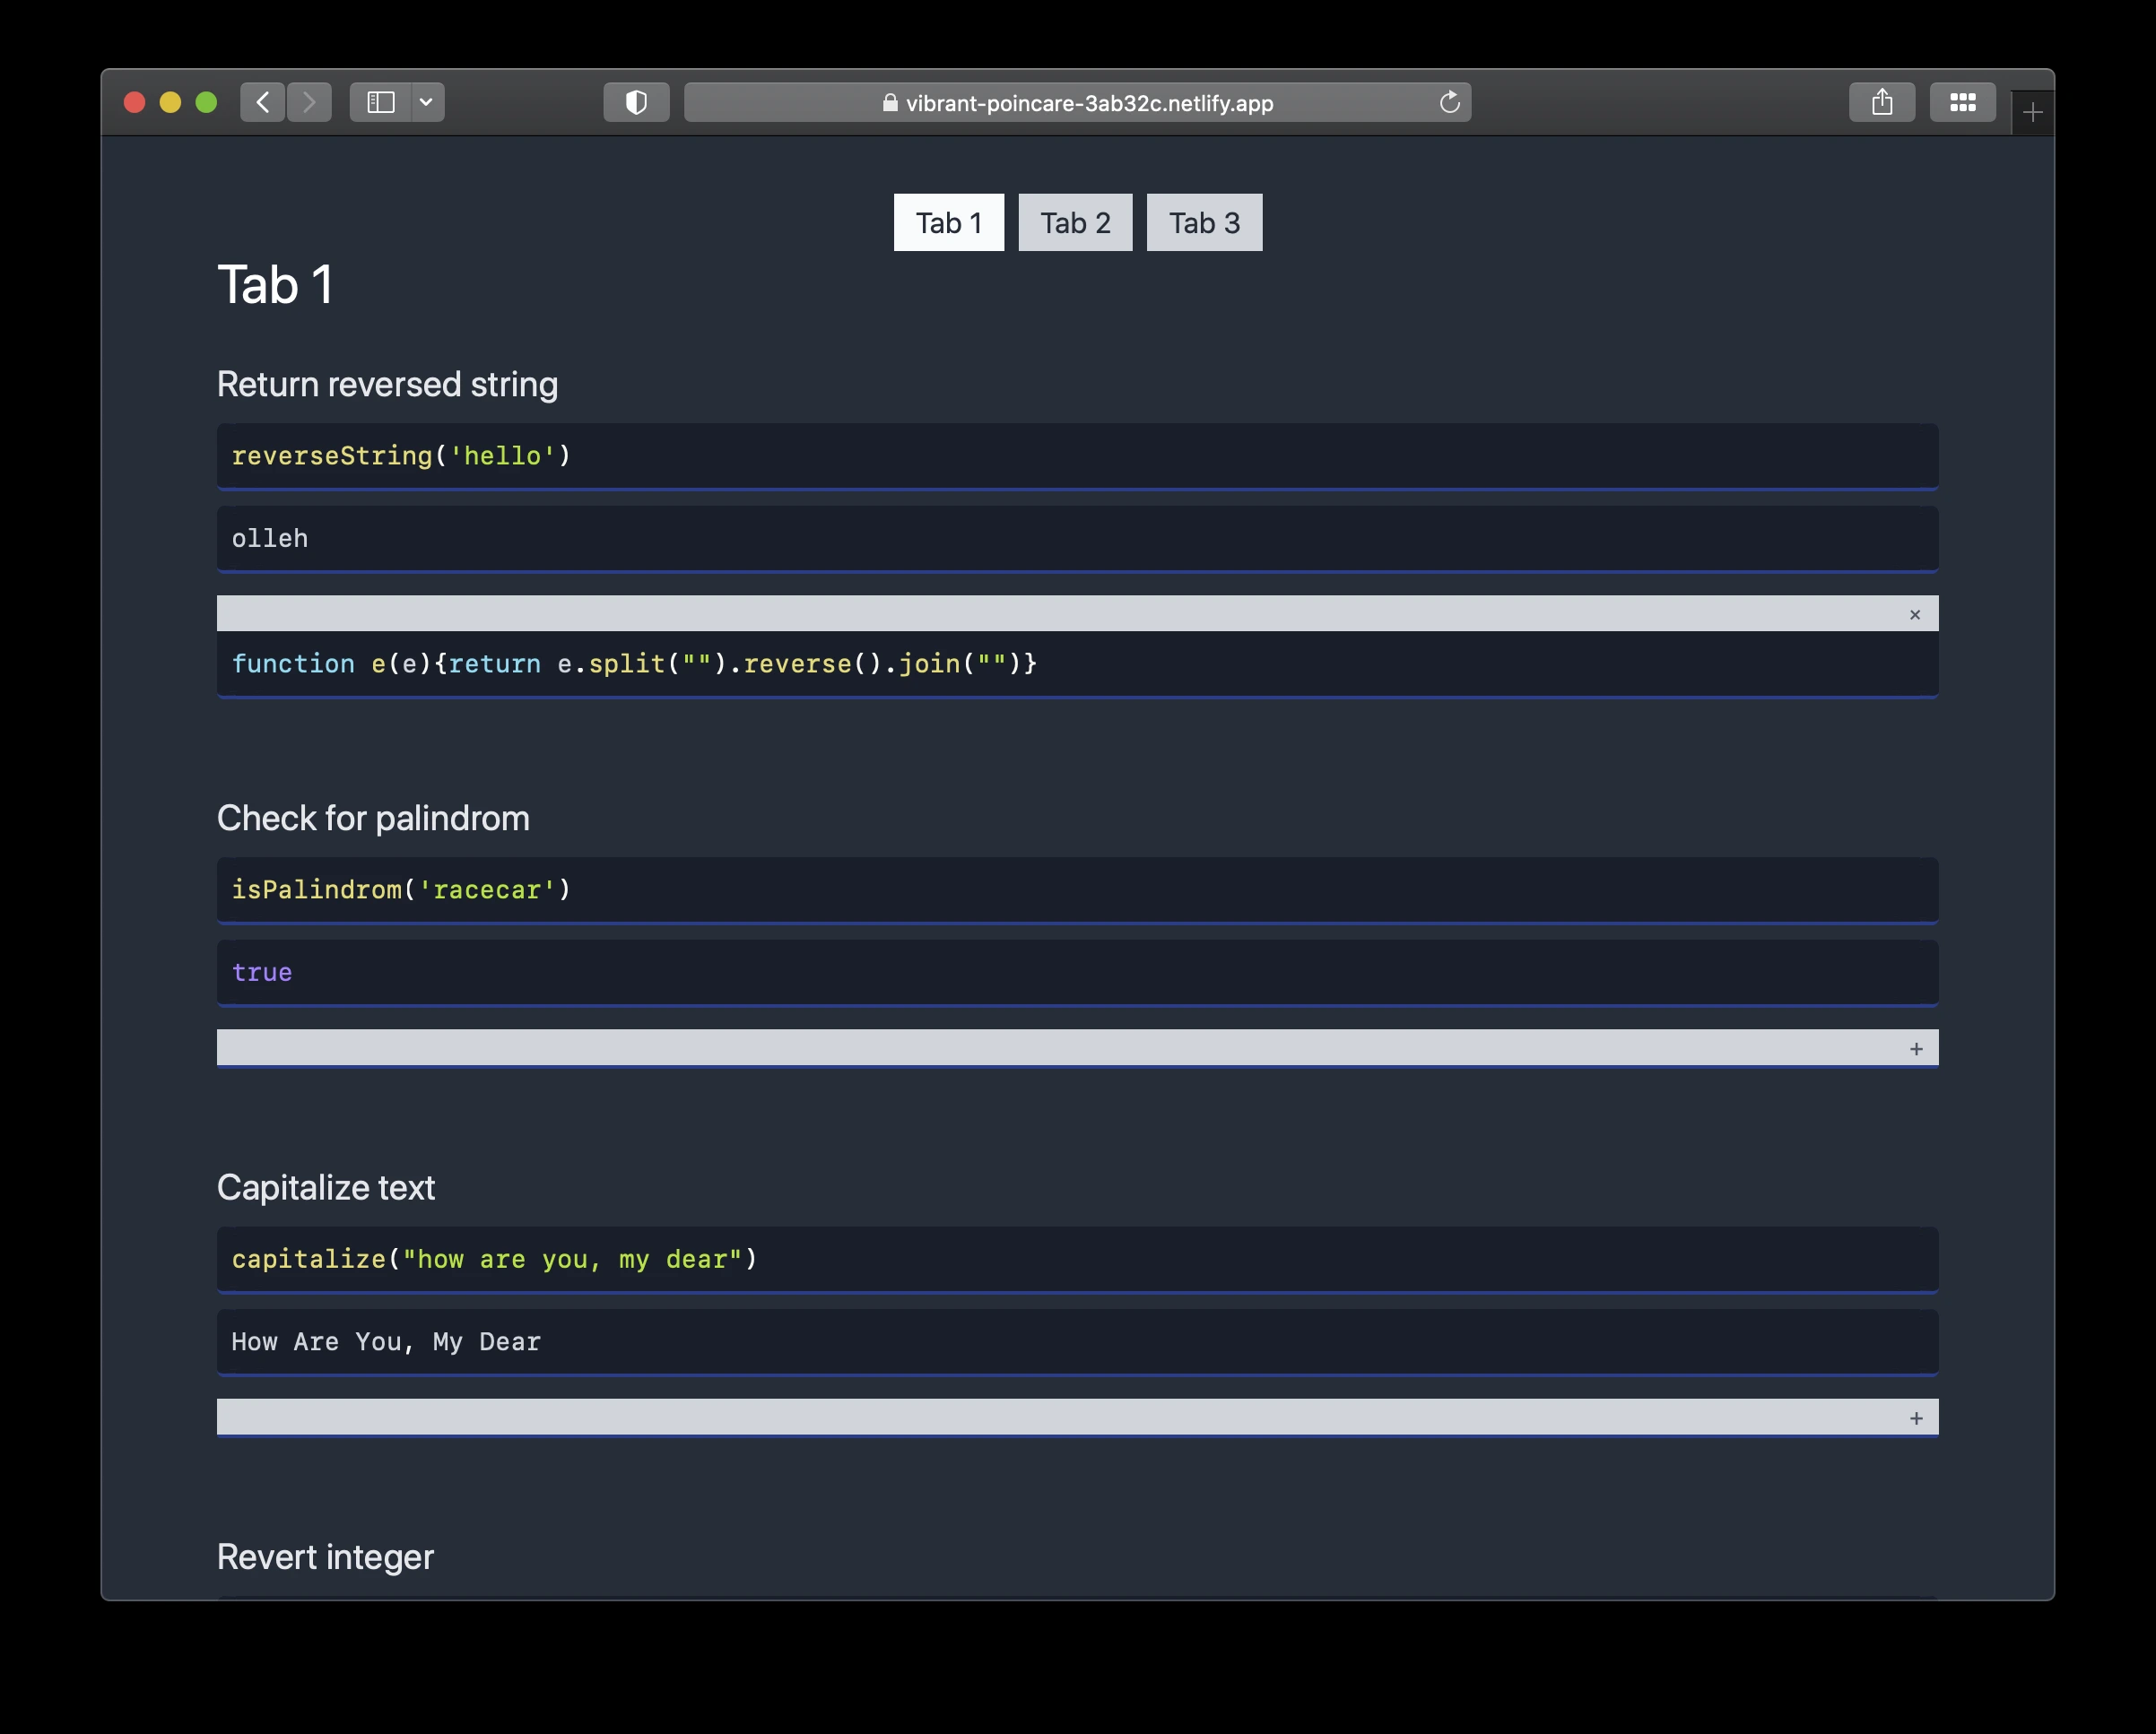 vibrant-poincare-3ab32c.netlify.app
Tab 1 Tab 2 Tab 3
Tab 1
Return reversed string
reverseString('hello')
olleh
×
function e(e){return e.split("").reverse().join("")}
Check for palindrom
isPalindrom('racecar')
true
+
Capitalize text
capitalize("how are you, my dear")
How Are You, My Dear
+
Revert integer